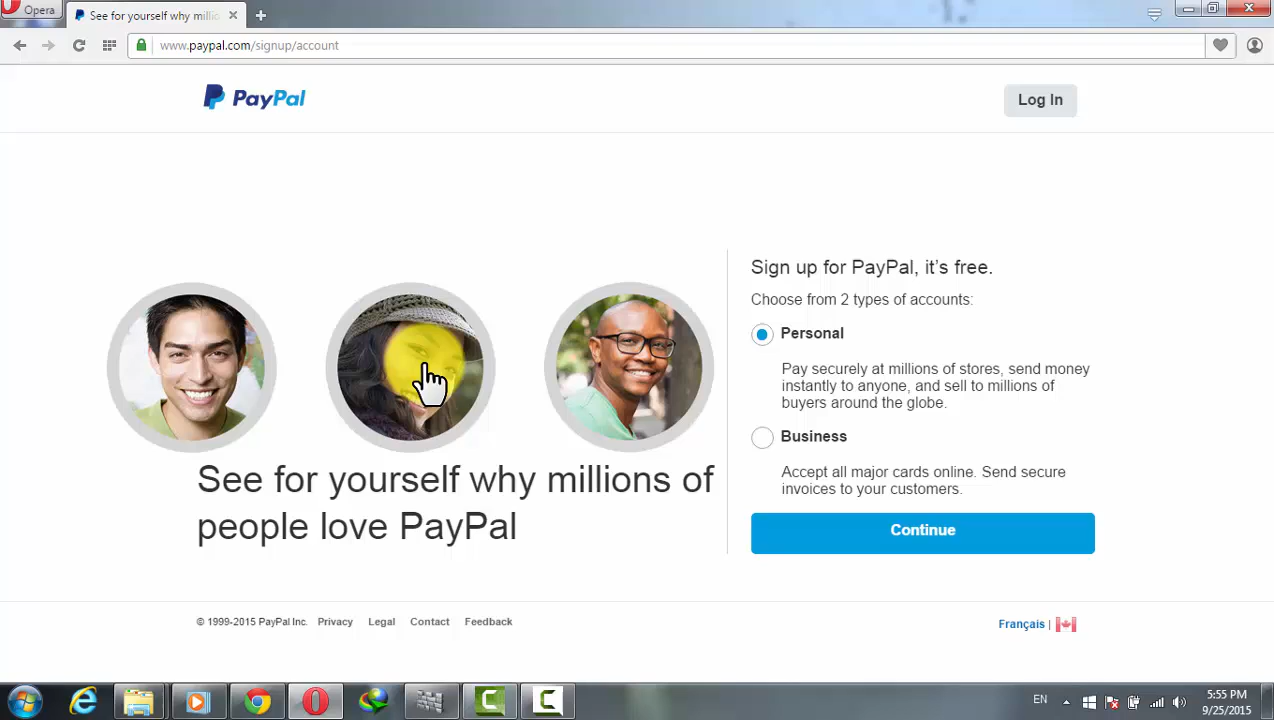 Opera
See for yourself why millio
www.paypal.com/signup/account
PayPal
Log In
Sign up for PayPal, it's free.
Choose from 2 types of accounts:
Personal
Pay securely at millions of stores, send money
instantly to anyone, and sell to millions of
buyers around the globe.
Business
Accept all major cards online. Send secure
invoices to your customers.
Continue
See for yourself why millions of
people love PayPal
© 1999-2015 PayPal Inc. Privacy Legal Contact Feedback
Français |
EN
5:55 PM
9/25/2015